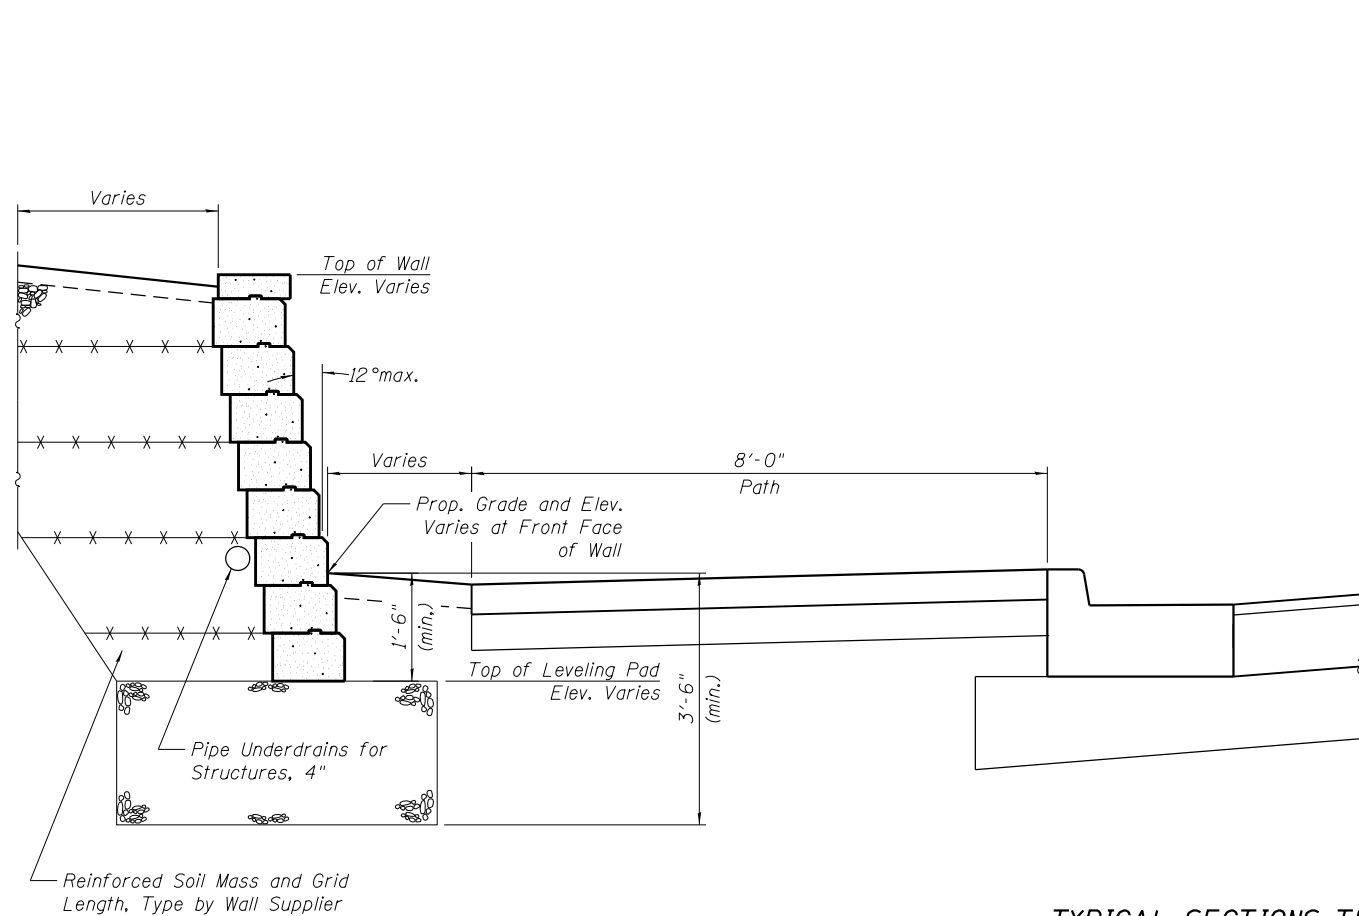 Varies
Top of Wall
Elev. Varies
12°max.
Varies
8'-0"
Path
Prop. Grade and Elev.
Varies at Front Face
of Wall
1'-6"
(min.)
Top of Leveling Pad
Elev. Varies
3'-6"
(min.)
Pipe Underdrains for
Structures, 4"
Reinforced Soil Mass and Grid
Length, Type by Wall Supplier
TYPICAL SECTIONS